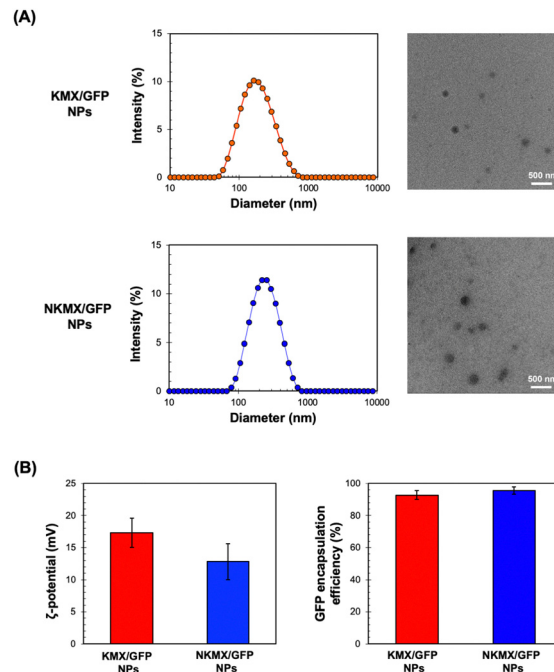 (A)
KMX/GFP
NPs
Intensity (%)
15
10
5
0
10
100
1000
10000
Diameter (nm)
500 nm
NKMX/GFP
NPs
Intensity (%)
15
10
5
0
10
100
1000
10000
Diameter (nm)
500 nm
(B)
ζ-potential (mV)
25
20
15
10
5
0
KMX/GFP
NPs
NKMX/GFP
NPs
GFP encapsulation
efficiency (%)
100
80
60
40
20
0
KMX/GFP
NPs
NKMX/GFP
NPs